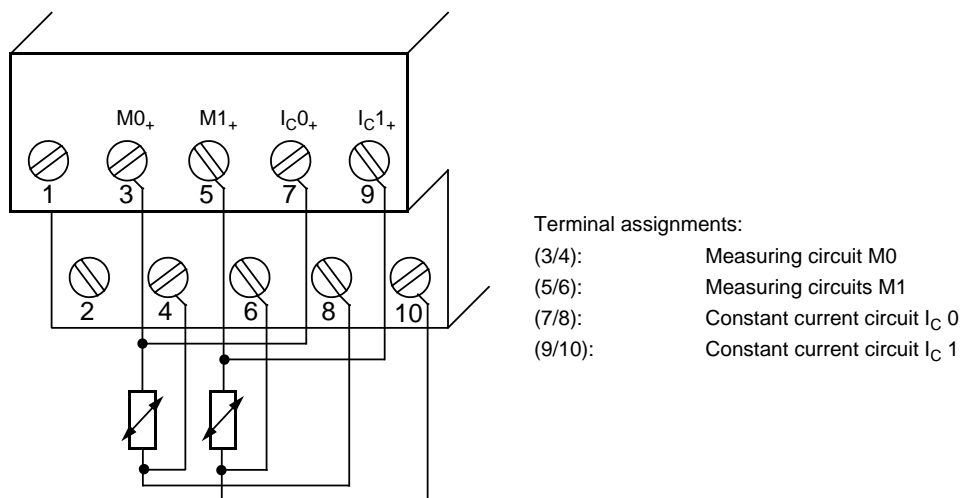 M0+ M1+ IC0+ IC1+
1 3 5 7 9
2 4 6 8 10
Terminal assignments:
(3/4): Measuring circuit M0
(5/6): Measuring circuits M1
(7/8): Constant current circuit IC 0
(9/10): Constant current circuit IC 1